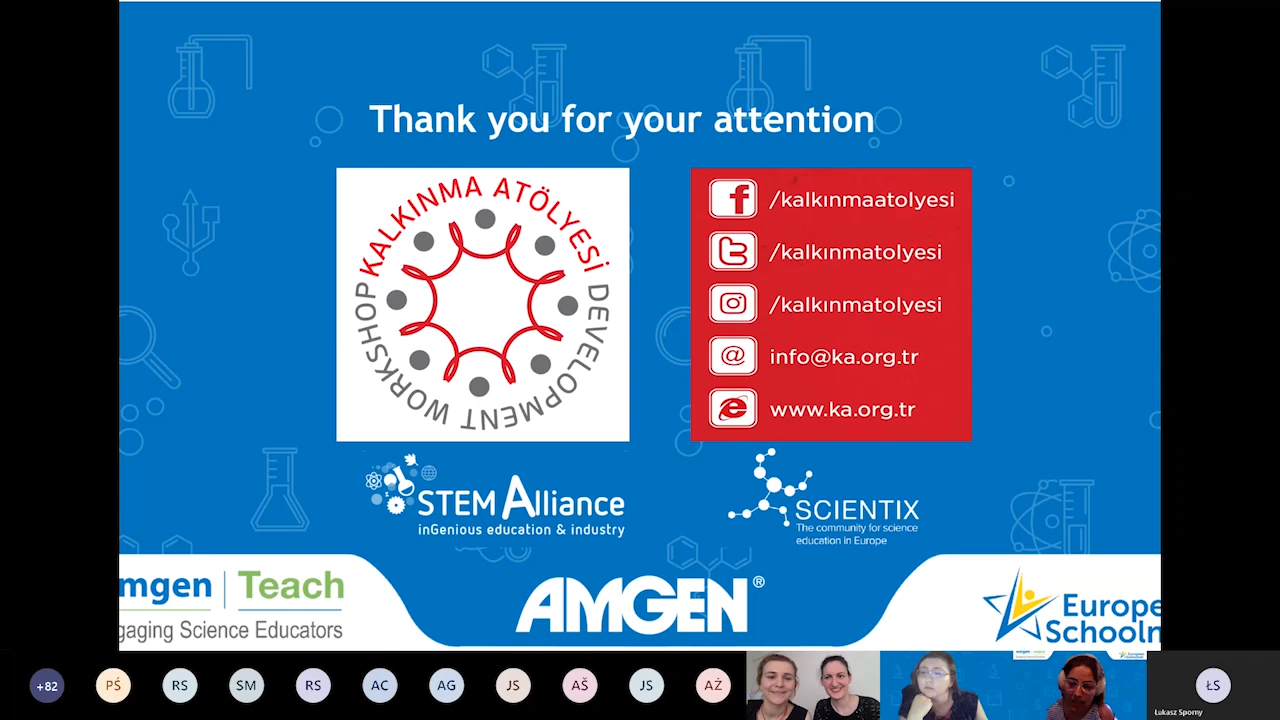 Thank you for your attention
KALKINMA ATÖLYESİ
DEVELOPMENT WORKSHOP
/kalkınmaatolyesi
/kalkınmatolyesi
/kalkınmatolyesi
info@ka.org.tr
www.ka.org.tr
STEM Alliance
inGenious education & industry
SCIENTIX
The community for science
education in Europe
mgen | Teach
gaging Science Educators
AMGEN®
Europe
Schooln
+82
PŚ
RS
SM
RS
AC
AG
JS
AŠ
JS
AŽ
ŁS
Łukasz Sporny